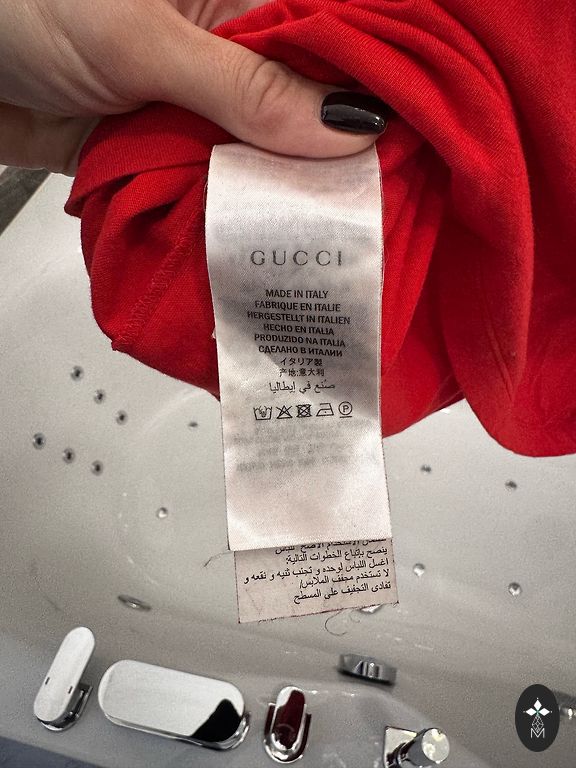 GUCCI
MADE IN ITALY
FABRIQUE EN ITALIE
HERGESTELLT IN ITALIEN
HECHO EN ITALIA
PRODUZIDO NA ITALIA
СДЕЛАНО В ИТАЛИИ
イタリア製
产地:意大利
صنع في إيطاليا
P
ينصح بإتباع الخطوات التالية:
اغسل اللباس لوحده و تجنب ثنيه و نقعه و
لا تستخدم مجفف الملابس/
تفادى التجفيف على المسطح
M